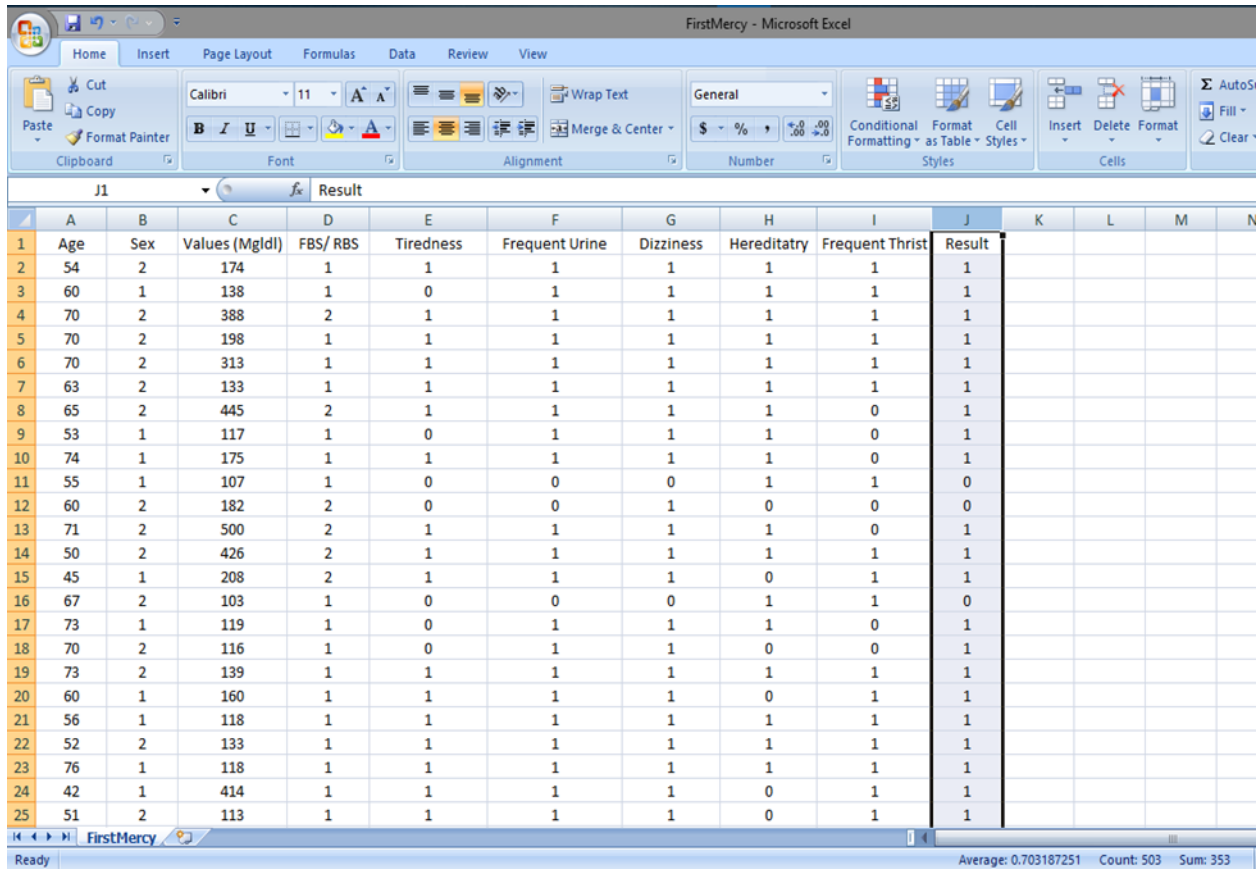 FirstMercy - Microsoft Excel
Home Insert Page Layout Formulas Data Review View
Cut
Copy
Paste
Format Painter
Clipboard
Calibri 11 A A
B I U A
Font
Wrap Text
Merge & Center
Alignment
General
$ % , .0 .00 .00 .0
Number
Conditional Formatting
Format as Table
Cell Styles
Styles
Insert Delete Format
Cells
Σ AutoS
Fill
Clear
J1 fx Result
A B C D E F G H I J K L M N
1 Age Sex Values (Mgldl) FBS/ RBS Tiredness Frequent Urine Dizziness Hereditatry Frequent Thrist Result
2 54 2 174 1 1 1 1 1 1 1
3 60 1 138 1 0 1 1 1 1 1
4 70 2 388 2 1 1 1 1 1 1
5 70 2 198 1 1 1 1 1 1 1
6 70 2 313 1 1 1 1 1 1 1
7 63 2 133 1 1 1 1 1 1 1
8 65 2 445 2 1 1 1 1 0 1
9 53 1 117 1 0 1 1 1 0 1
10 74 1 175 1 1 1 1 1 0 1
11 55 1 107 1 0 0 0 1 1 0
12 60 2 182 2 0 0 1 0 0 0
13 71 2 500 2 1 1 1 1 0 1
14 50 2 426 2 1 1 1 1 1 1
15 45 1 208 2 1 1 1 0 1 1
16 67 2 103 1 0 0 0 1 1 0
17 73 1 119 1 0 1 1 1 0 1
18 70 2 116 1 0 1 1 0 0 1
19 73 2 139 1 1 1 1 1 1 1
20 60 1 160 1 1 1 1 0 1 1
21 56 1 118 1 1 1 1 1 1 1
22 52 2 133 1 1 1 1 1 1 1
23 76 1 118 1 1 1 1 1 1 1
24 42 1 414 1 1 1 1 0 1 1
25 51 2 113 1 1 1 1 0 1 1
FirstMercy
Ready Average: 0.703187251 Count: 503 Sum: 353